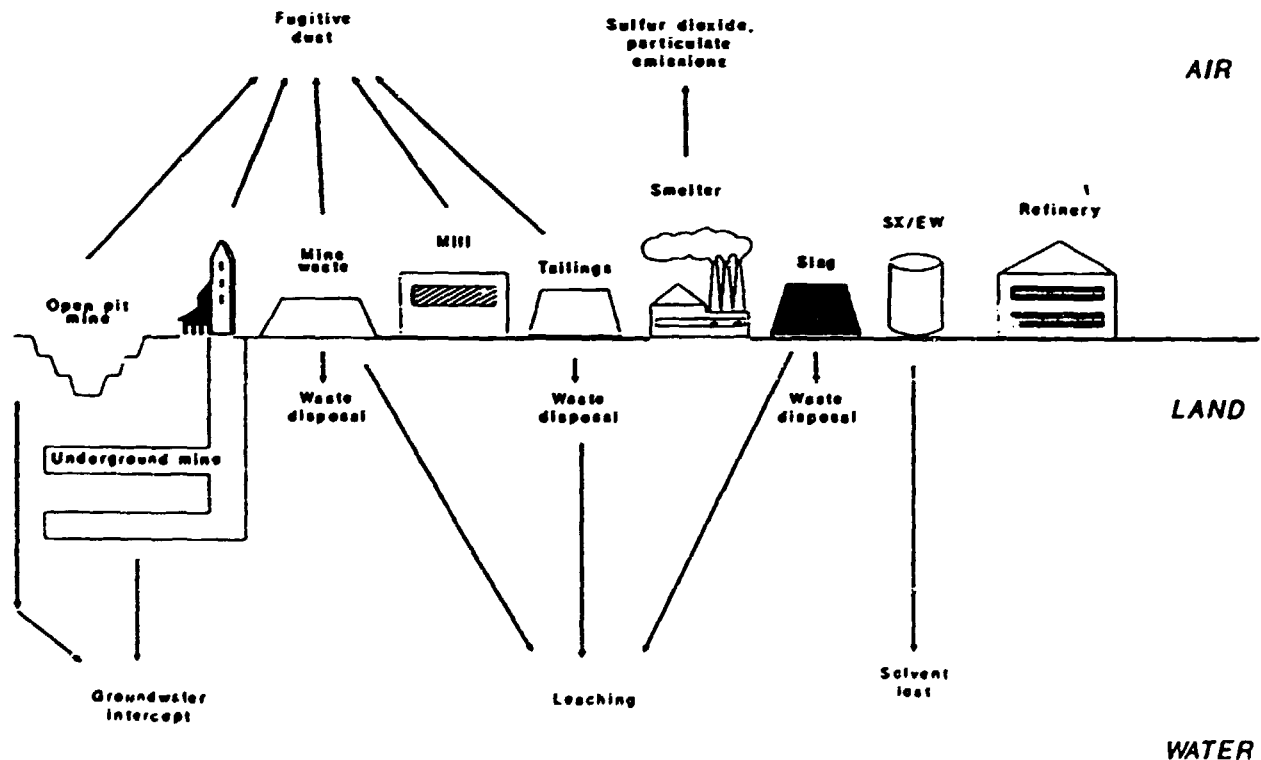 Fugitive
dust
Sulfur dioxide,
particulate
emissions
AIR
Smelter
Refinery
SX/EW
Mill
Mine
waste
Tailings
Slag
Open pit
mine
Waste
disposal
Waste
disposal
Waste
disposal
LAND
Underground mine
Groundwater
intercept
Leaching
Solvent
lost
WATER